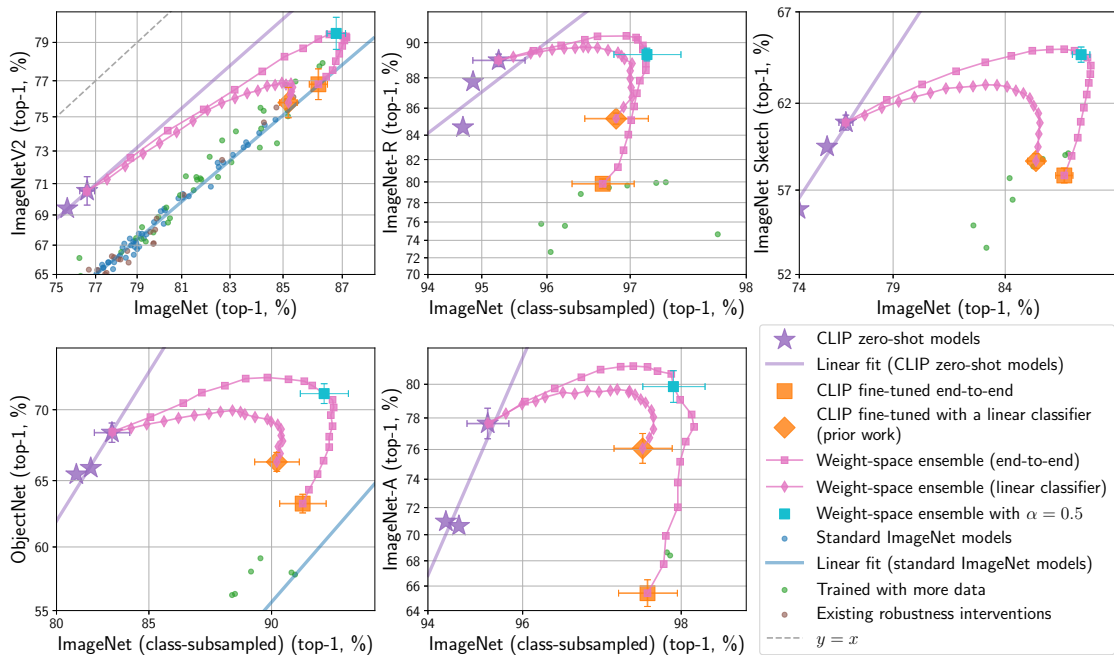 79
77
75
73
71
69
67
65
75
77
79
81
83
85
87
ImageNetV2 (top-1, %)
ImageNet (top-1, %)
90
88
86
84
82
80
78
76
74
72
70
94
95
96
97
98
ImageNet-R (top-1, %)
ImageNet (class-subsampled) (top-1, %)
67
62
57
52
74
79
84
ImageNet Sketch (top-1, %)
ImageNet (top-1, %)
70
65
60
55
80
85
90
ObjectNet (top-1, %)
ImageNet (class-subsampled) (top-1, %)
80
78
76
74
72
70
68
66
64
94
96
98
ImageNet-A (top-1, %)
ImageNet (class-subsampled) (top-1, %)
CLIP zero-shot models
Linear fit (CLIP zero-shot models)
CLIP fine-tuned end-to-end
CLIP fine-tuned with a linear classifier
(prior work)
Weight-space ensemble (end-to-end)
Weight-space ensemble (linear classifier)
Weight-space ensemble with α = 0.5
Standard ImageNet models
Linear fit (standard ImageNet models)
Trained with more data
Existing robustness interventions
y = x